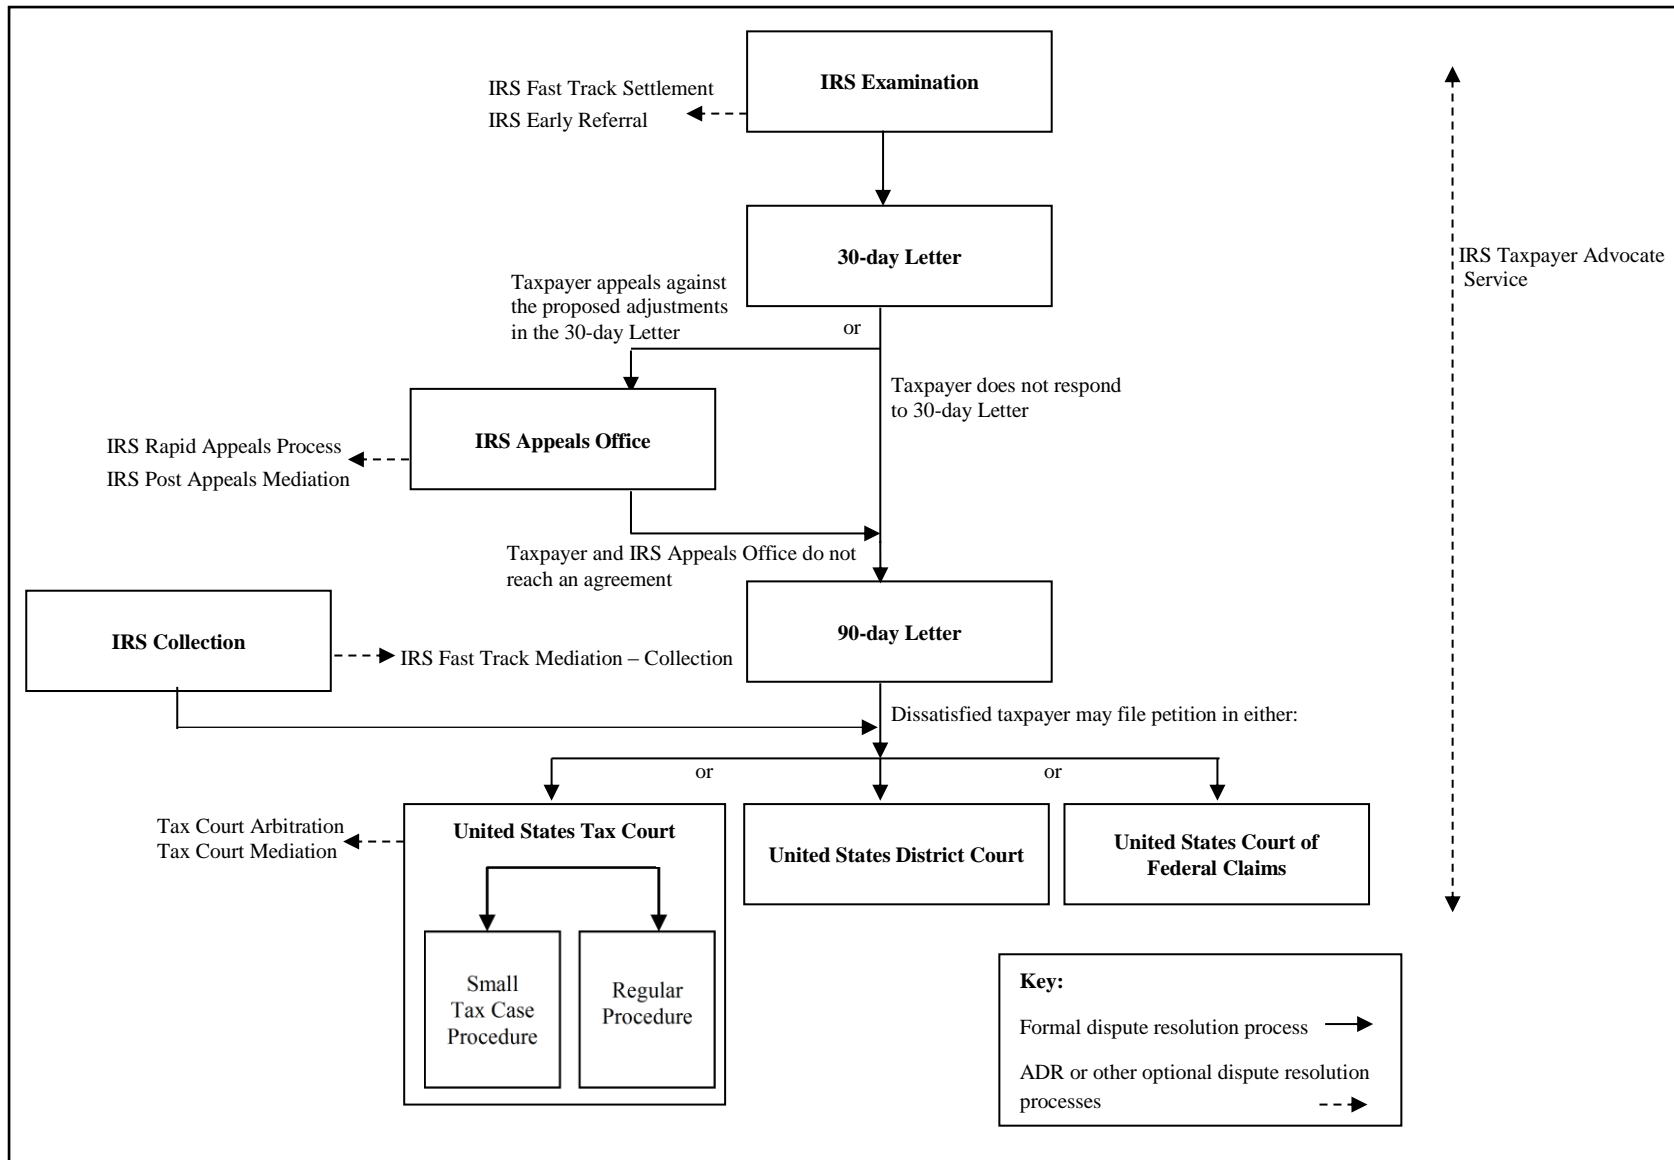 IRS Examination
IRS Fast Track Settlement
IRS Early Referral
30-day Letter
IRS Taxpayer Advocate
Service
Taxpayer appeals against
the proposed adjustments
in the 30-day Letter
or
Taxpayer does not respond
to 30-day Letter
IRS Appeals Office
IRS Rapid Appeals Process
IRS Post Appeals Mediation
Taxpayer and IRS Appeals Office do not
reach an agreement
90-day Letter
IRS Collection
IRS Fast Track Mediation – Collection
Dissatisfied taxpayer may file petition in either:
or
or
Tax Court Arbitration
Tax Court Mediation
United States Tax Court
United States District Court
United States Court of
Federal Claims
Small
Tax Case
Procedure
Regular
Procedure
Key:
Formal dispute resolution process
ADR or other optional dispute resolution
processes